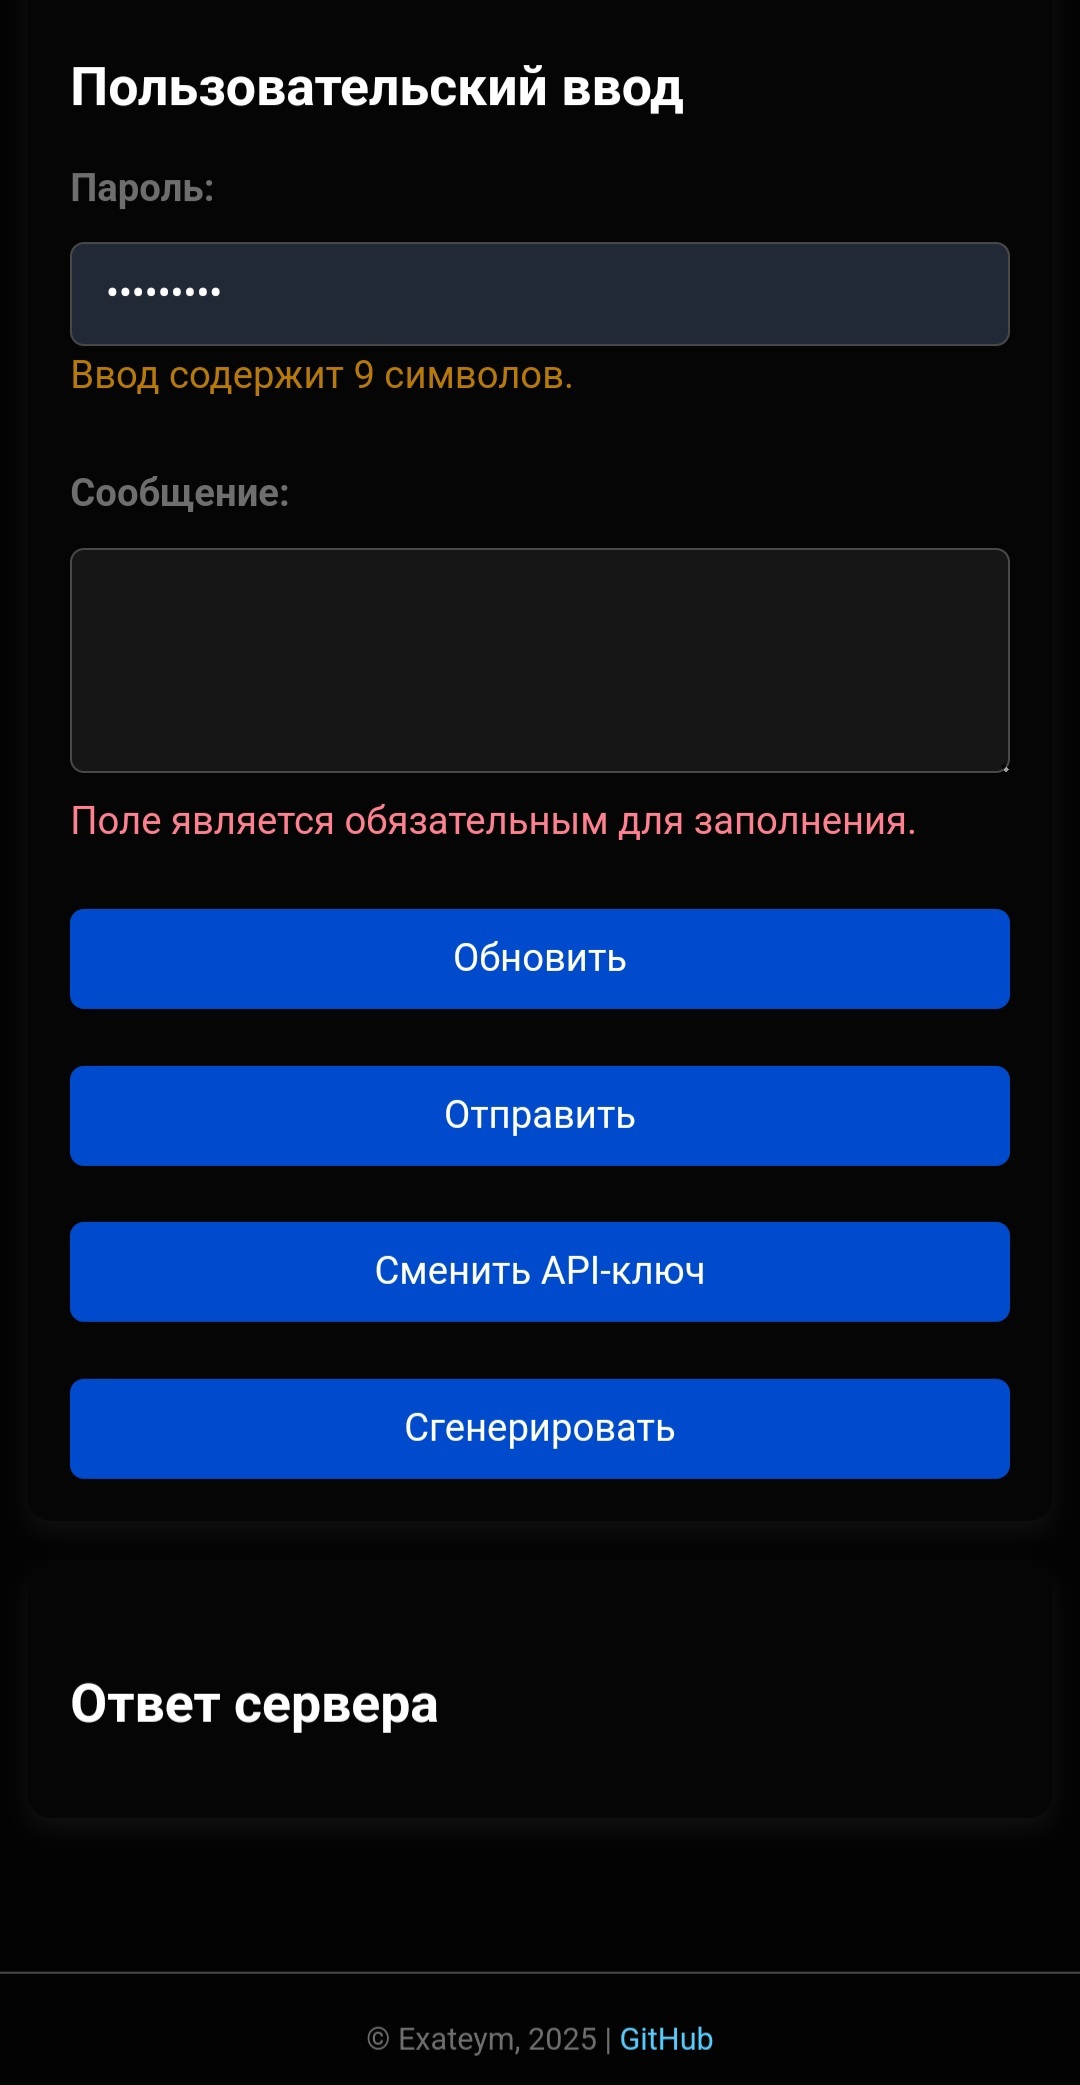 Пользовательский ввод
Пароль:
•••••••••
Ввод содержит 9 символов.
Сообщение:
Поле является обязательным для заполнения.
Обновить
Отправить
Сменить API-ключ
Сгенерировать
Ответ сервера
© Exateym, 2025 | GitHub